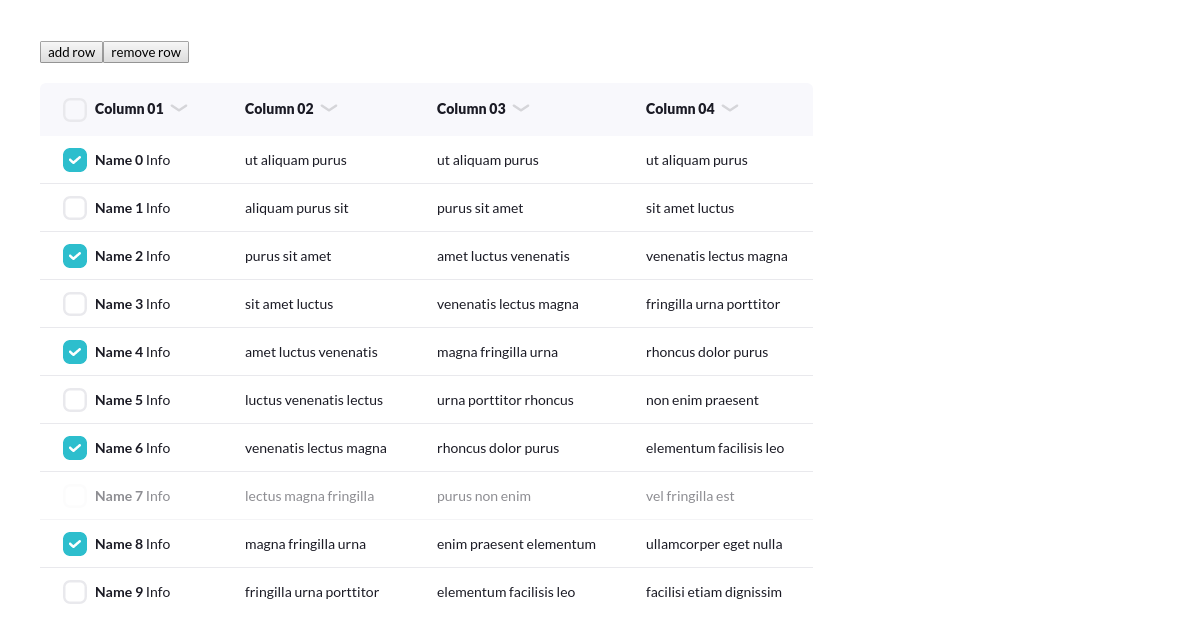 add row remove row
Column 01 Column 02 Column 03 Column 04
Name 0 Info ut aliquam purus ut aliquam purus ut aliquam purus
Name 1 Info aliquam purus sit purus sit amet sit amet luctus
Name 2 Info purus sit amet amet luctus venenatis venenatis lectus magna
Name 3 Info sit amet luctus venenatis lectus magna fringilla urna porttitor
Name 4 Info amet luctus venenatis magna fringilla urna rhoncus dolor purus
Name 5 Info luctus venenatis lectus urna porttitor rhoncus non enim praesent
Name 6 Info venenatis lectus magna rhoncus dolor purus elementum facilisis leo
Name 7 Info lectus magna fringilla purus non enim vel fringilla est
Name 8 Info magna fringilla urna enim praesent elementum ullamcorper eget nulla
Name 9 Info fringilla urna porttitor elementum facilisis leo facilisi etiam dignissim